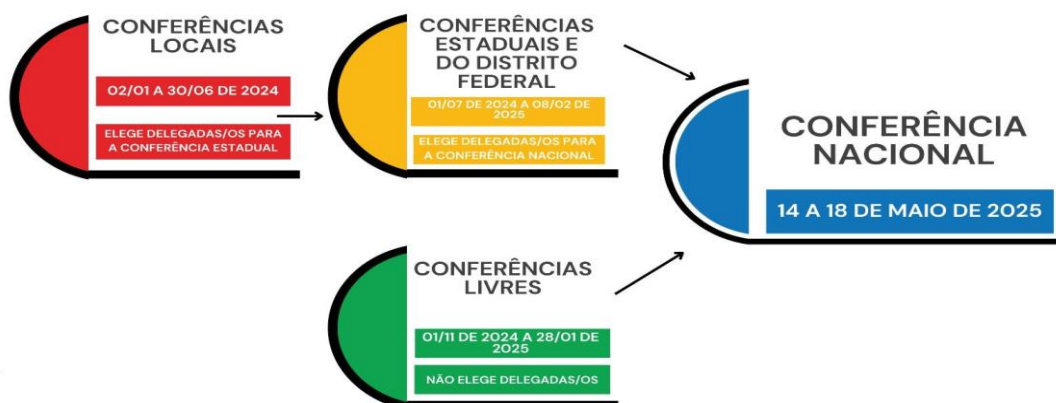 CONFERÊNCIAS
LOCAIS
02/01 A 30/06 DE 2024
ELEGE DELEGADAS/OS PARA
A CONFERÊNCIA ESTADUAL
CONFERÊNCIAS
ESTADUAIS E
DO DISTRITO
FEDERAL
01/07 DE 2024 A 08/02 DE
2025
ELEGE DELEGADAS/OS PARA
A CONFERÊNCIA NACIONAL
CONFERÊNCIA
NACIONAL
14 A 18 DE MAIO DE 2025
CONFERÊNCIAS
LIVRES
01/11 DE 2024 A 28/01 DE
2025
NÃO ELEGE DELEGADAS/OS